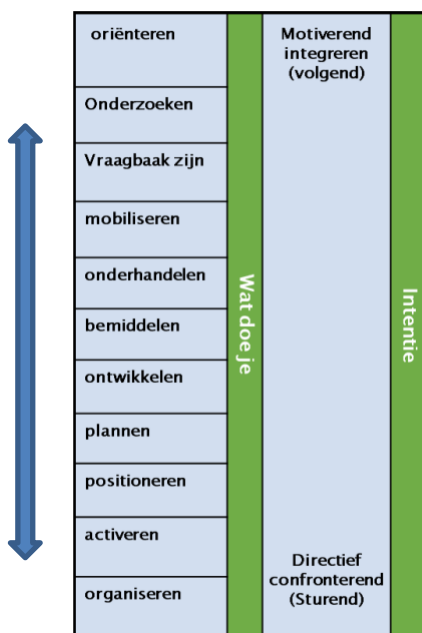 oriënteren
Onderzoeken
Vraagbaak zijn
mobiliseren
onderhandelen
bemiddelen
ontwikkelen
plannen
positioneren
activeren
organiseren
Wat doe je
Motiverend
integreren
(volgend)
Directief
confronterend
(Sturend)
Intentie